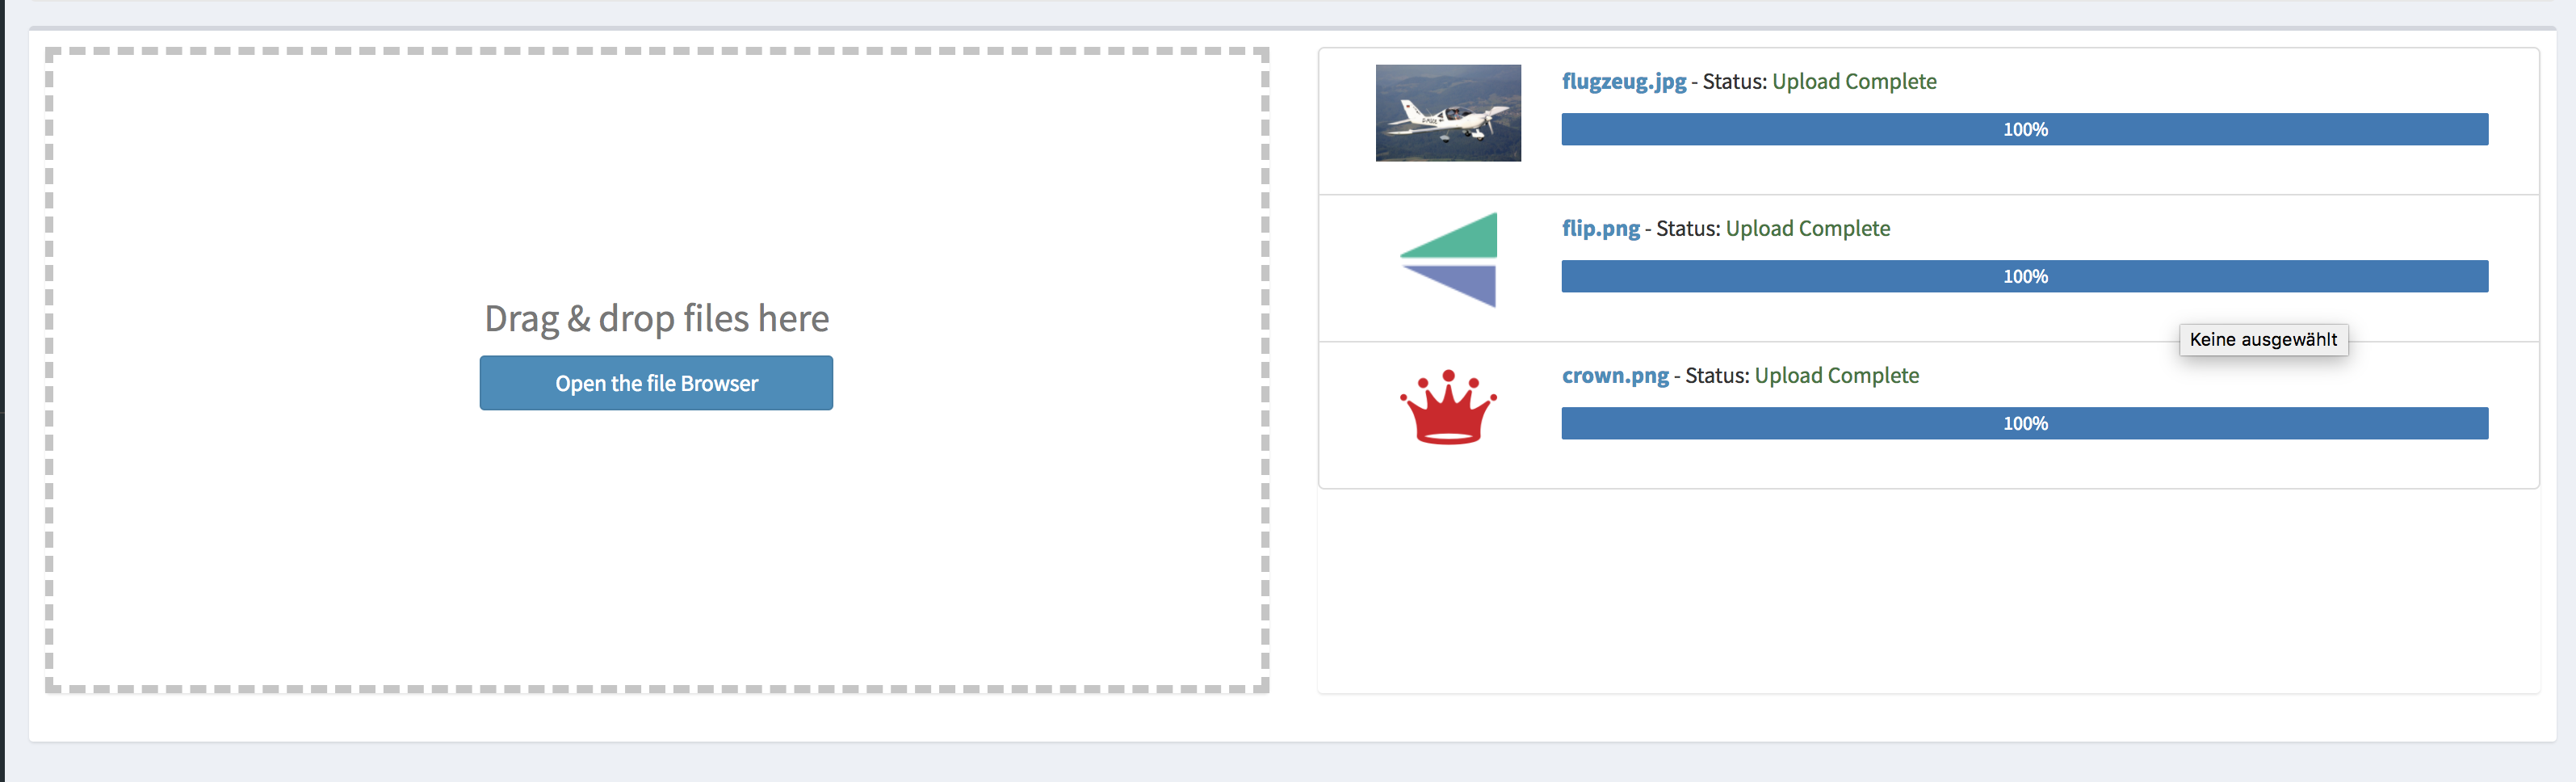 Drag & drop files here
Open the file Browser
flugzeug.jpg - Status: Upload Complete
100%
flip.png - Status: Upload Complete
100%
Keine ausgewählt
crown.png - Status: Upload Complete
100%